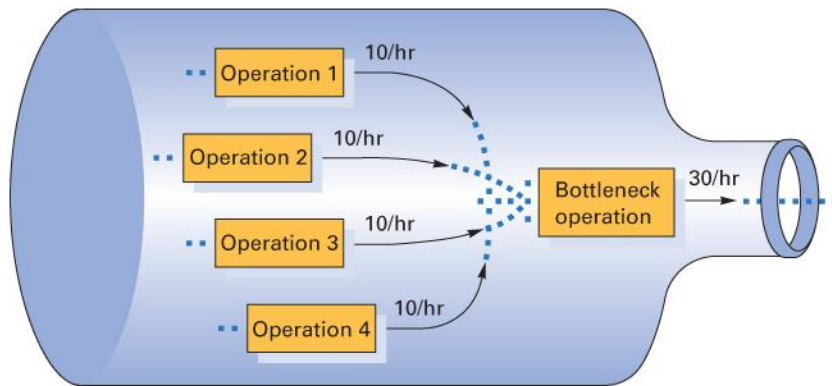 10/hr
Operation 1
10/hr
Operation 2
Bottleneck
operation
30/hr
10/hr
Operation 3
10/hr
Operation 4